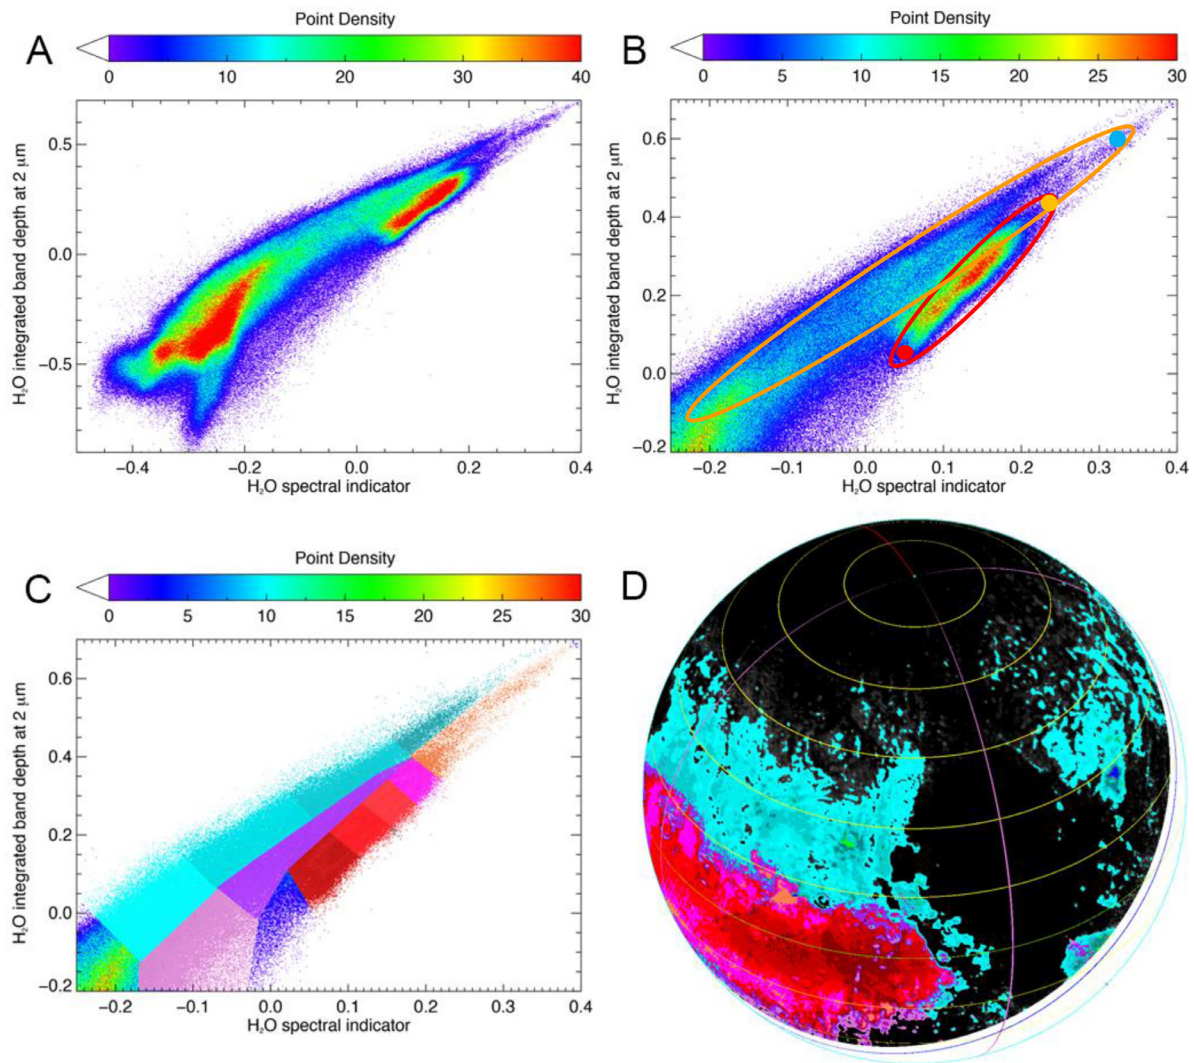 A
Point Density
0 10 20 30 40
H₂O integrated band depth at 2 μm
0.5
0.0
−0.5
−0.4 −0.2 0.0 0.2 0.4
H₂O spectral indicator
B
Point Density
0 5 10 15 20 25 30
H₂O integrated band depth at 2 μm
0.6
0.4
0.2
0.0
−0.2
−0.2 −0.1 0.0 0.1 0.2 0.3 0.4
H₂O spectral indicator
C
Point Density
0 5 10 15 20 25 30
H₂O integrated band depth at 2 μm
0.6
0.4
0.2
0.0
−0.2
−0.2 −0.1 0.0 0.1 0.2 0.3 0.4
H₂O spectral indicator
D